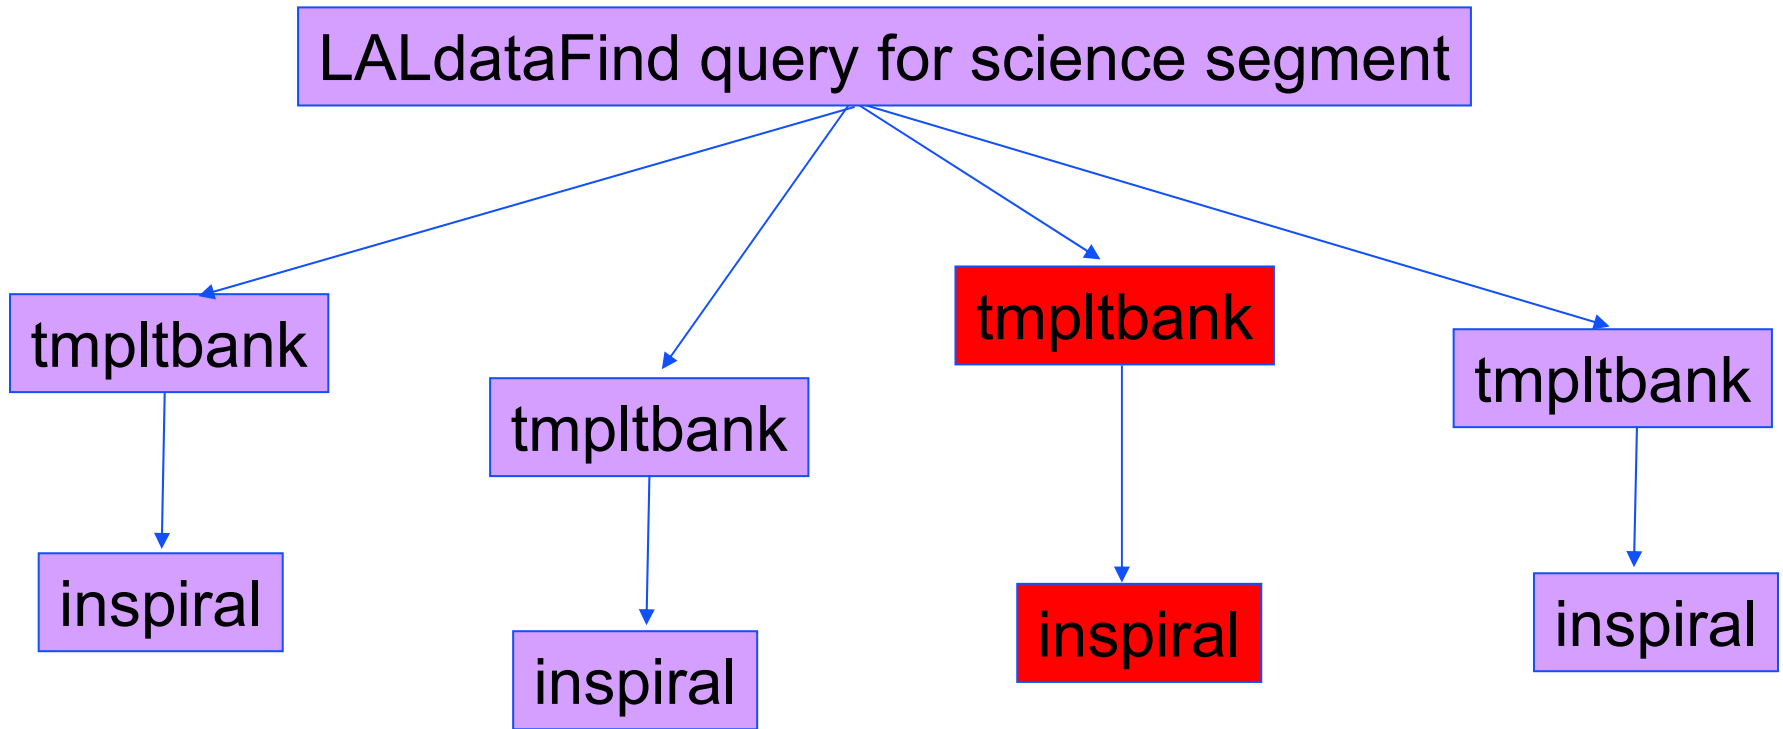 LALdataFind query for science segment
tmpltbank
tmpltbank
tmpltbank
tmpltbank
inspiral
inspiral
inspiral
inspiral